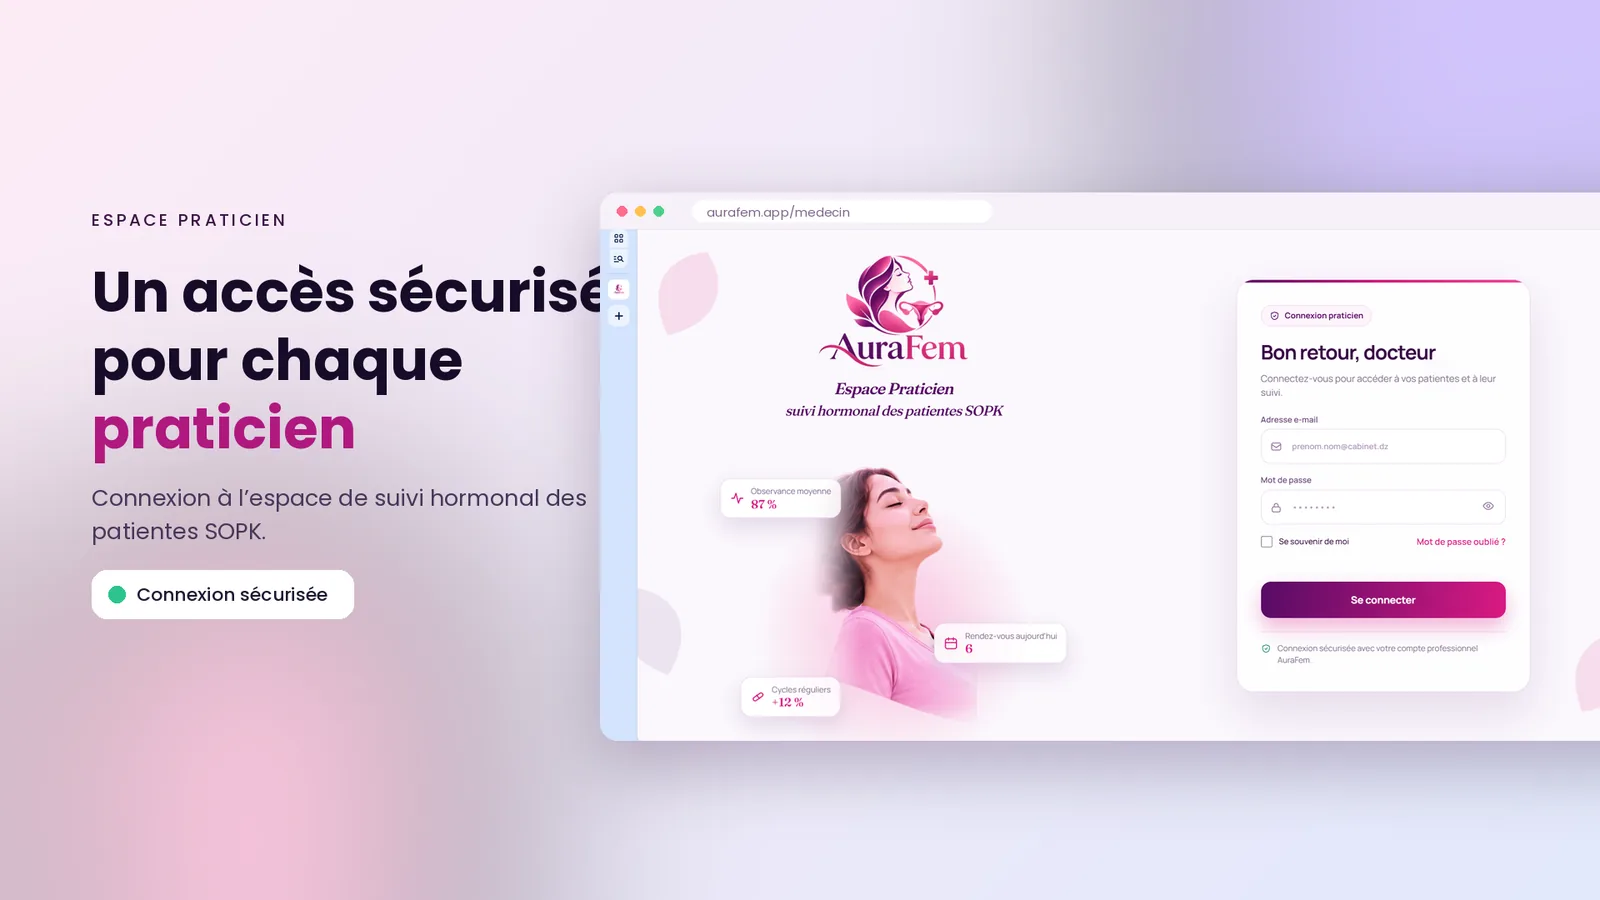 ESPACE PRATICIEN
Un accès sécurisé
pour chaque
praticien
Connexion à l’espace de suivi hormonal des
patientes SOPK.
Connexion sécurisée
aurafem.app/medecin
AuraFem
Espace Praticien
suivi hormonal des patientes SOPK
Observance moyenne
87 %
Rendez-vous aujourd'hui
6
Cycles réguliers
+12 %
Connexion praticien
Bon retour, docteur
Connectez-vous pour accéder à vos patientes et à leur
suivi.
Adresse e-mail
prenom.nom@cabinet.dz
Mot de passe
Se souvenir de moi
Mot de passe oublié ?
Se connecter
Connexion sécurisée avec votre compte professionnel
AuraFem.